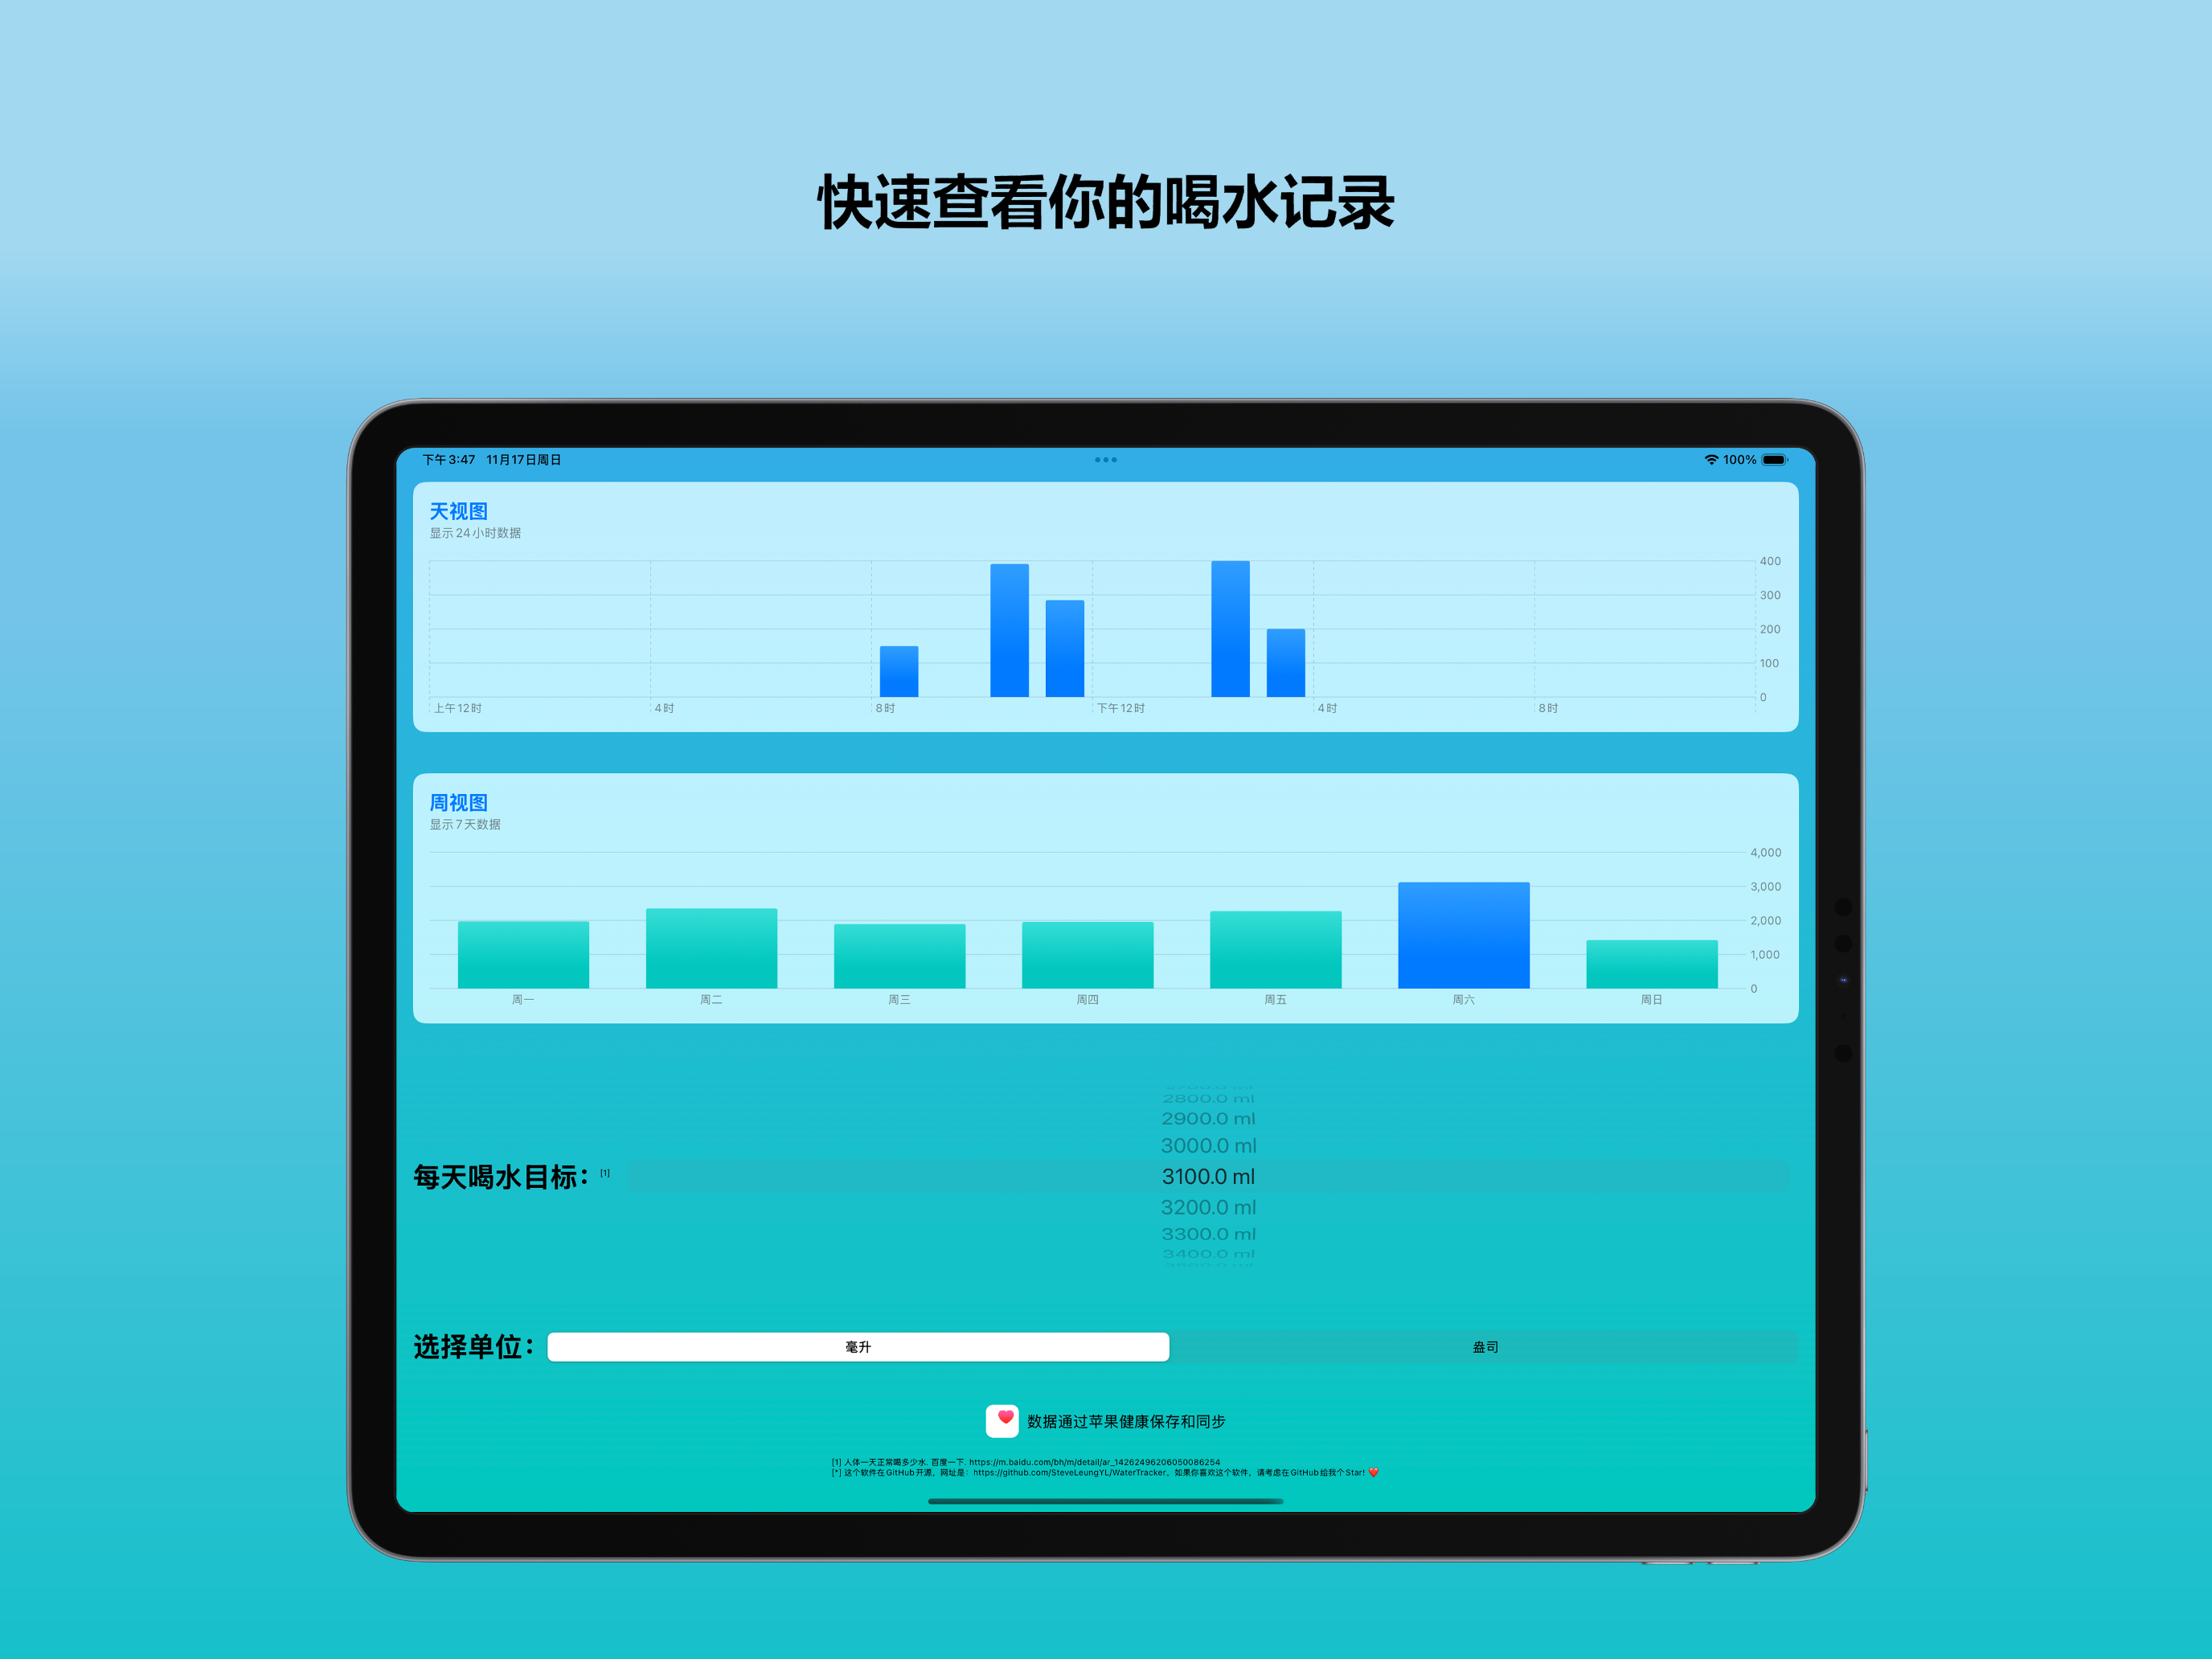 快速查看你的喝水记录
下午3:47 11月17日周日
100%
天视图
显示24小时数据
400
300
200
100
0
上午12时 4时 8时 下午12时 4时 8时
周视图
显示7天数据
4,000
3,000
2,000
1,000
0
周一 周二 周三 周四 周五 周六 周日
2800.0 ml
2900.0 ml
3000.0 ml
每天喝水目标：[1] 3100.0 ml
3200.0 ml
3300.0 ml
3400.0 ml
选择单位： 毫升 盎司
数据通过苹果健康保存和同步
[1] 人体一天正常喝多少水. 百度一下. https://m.baidu.com/bh/m/detail/ar_14262496206050086254
[*] 这个软件在GitHub开源，网址是：https://github.com/SteveLeungYL/WaterTracker。如果你喜欢这个软件，请考虑在GitHub给我个Star! ❤️